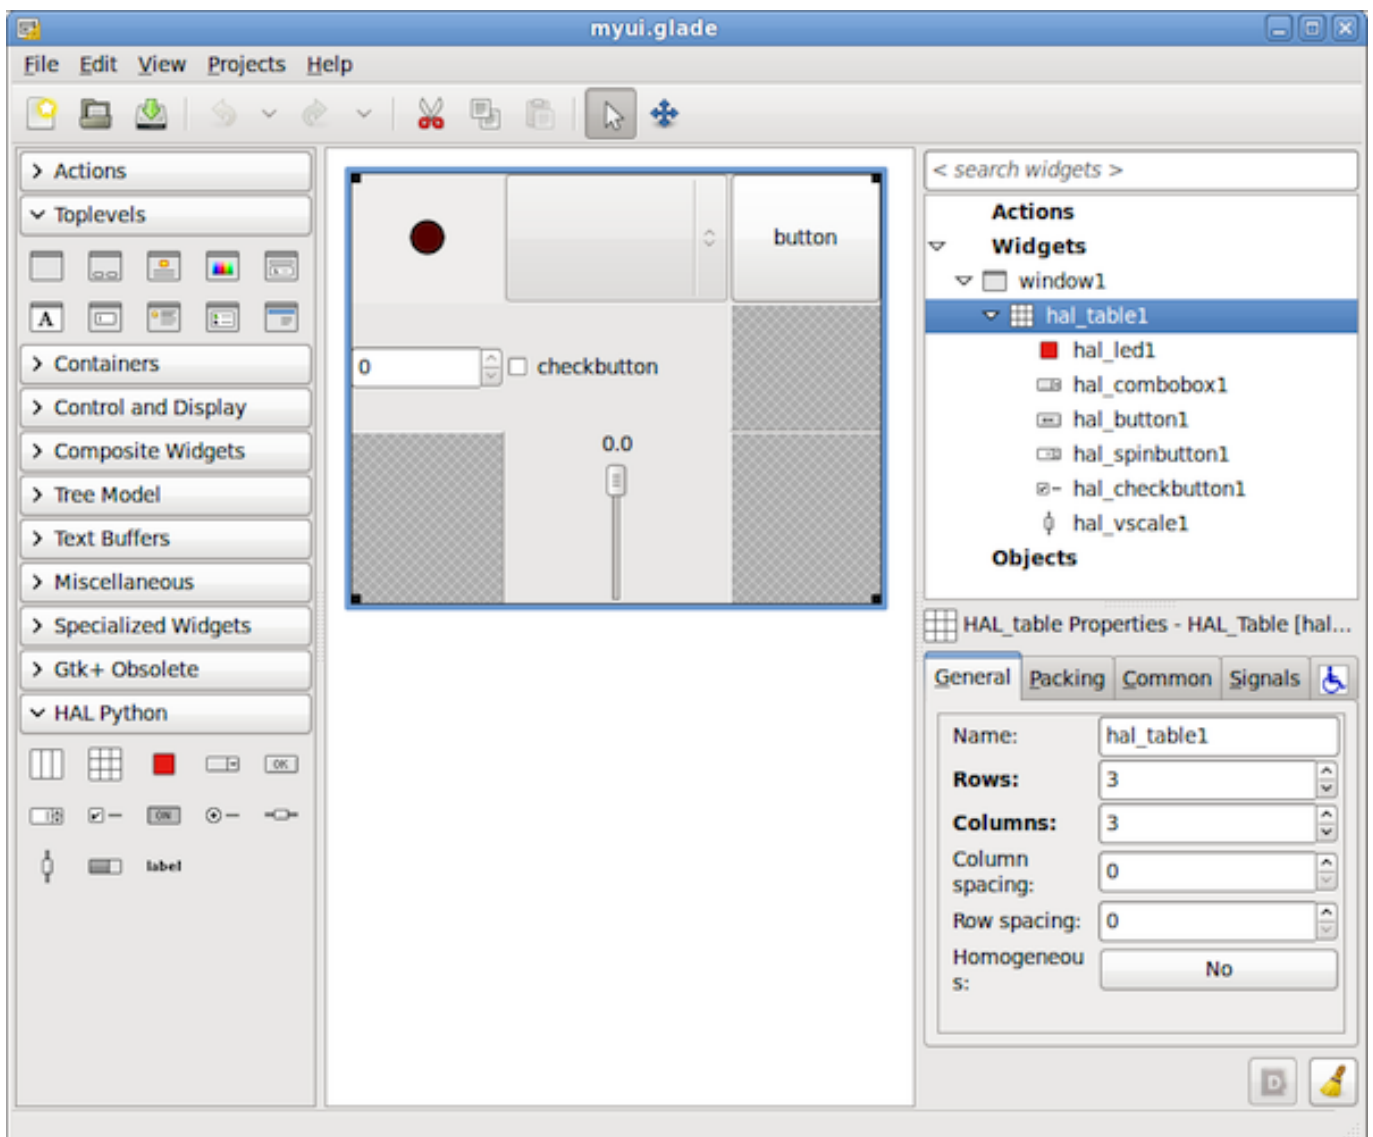 myui.glade
File Edit View Projects Help
Actions
Toplevels
A
Containers
Control and Display
Composite Widgets
Tree Model
Text Buffers
Miscellaneous
Specialized Widgets
Gtk+ Obsolete
HAL Python
OK
ON
label
button
0
checkbutton
0.0
< search widgets >
Actions
Widgets
window1
hal_table1
hal_led1
hal_combobox1
hal_button1
hal_spinbutton1
hal_checkbutton1
hal_vscale1
Objects
HAL_table Properties - HAL_Table [hal...
General Packing Common Signals
Name: hal_table1
Rows: 3
Columns: 3
Column
spacing: 0
Row spacing: 0
Homogeneou
s: No
D